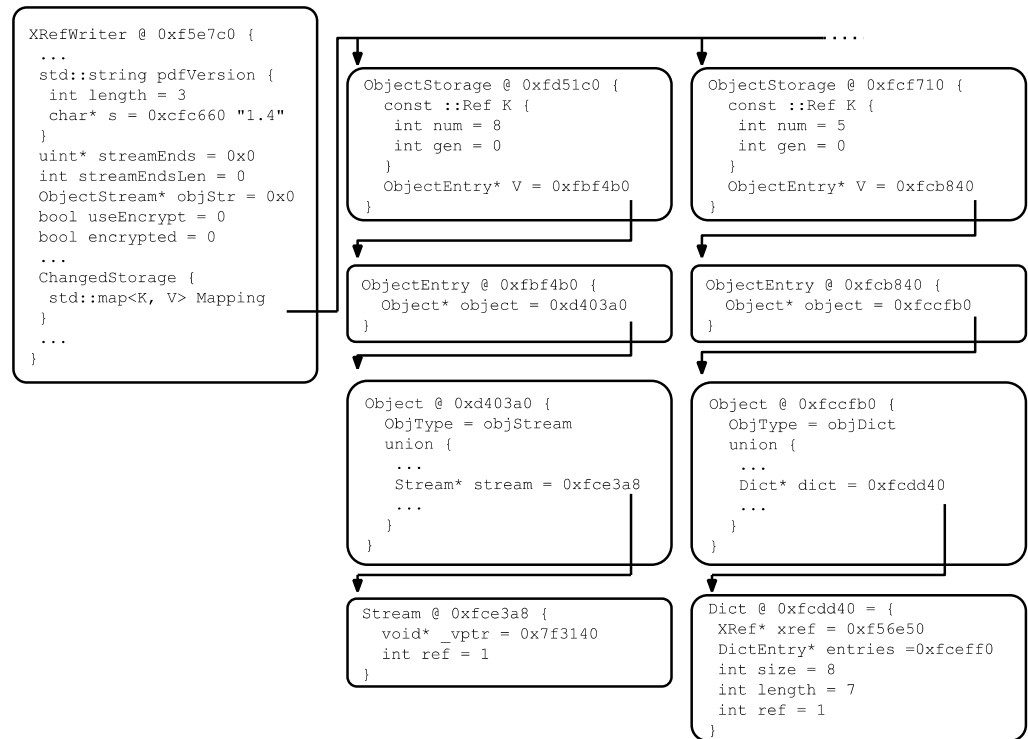 XRefWriter @ 0xf5e7c0 {
...
std::string pdfVersion {
int length = 3
char* s = 0xcfc660 "1.4"
}
uint* streamEnds = 0x0
int streamEndsLen = 0
ObjectStream* objStr = 0x0
bool useEncrypt = 0
bool encrypted = 0
...
ChangedStorage {
std::map<K, V> Mapping
}
...
}
ObjectStorage @ 0xfd51c0 {
const ::Ref K {
int num = 8
int gen = 0
}
ObjectEntry* V = 0xfbf4b0
}
ObjectEntry @ 0xfbf4b0 {
Object* object = 0xd403a0
}
Object @ 0xd403a0 {
ObjType = objStream
union {
...
Stream* stream = 0xfce3a8
...
}
}
Stream @ 0xfce3a8 {
void* _vptr = 0x7f3140
int ref = 1
}
ObjectStorage @ 0xfcf710 {
const ::Ref K {
int num = 5
int gen = 0
}
ObjectEntry* V = 0xfcb840
}
ObjectEntry @ 0xfcb840 {
Object* object = 0xfccfb0
}
Object @ 0xfccfb0 {
ObjType = objDict
union {
...
Dict* dict = 0xfcdd40
...
}
}
Dict @ 0xfcdd40 = {
XRef* xref = 0xf56e50
DictEntry* entries =0xfceff0
int size = 8
int length = 7
int ref = 1
}